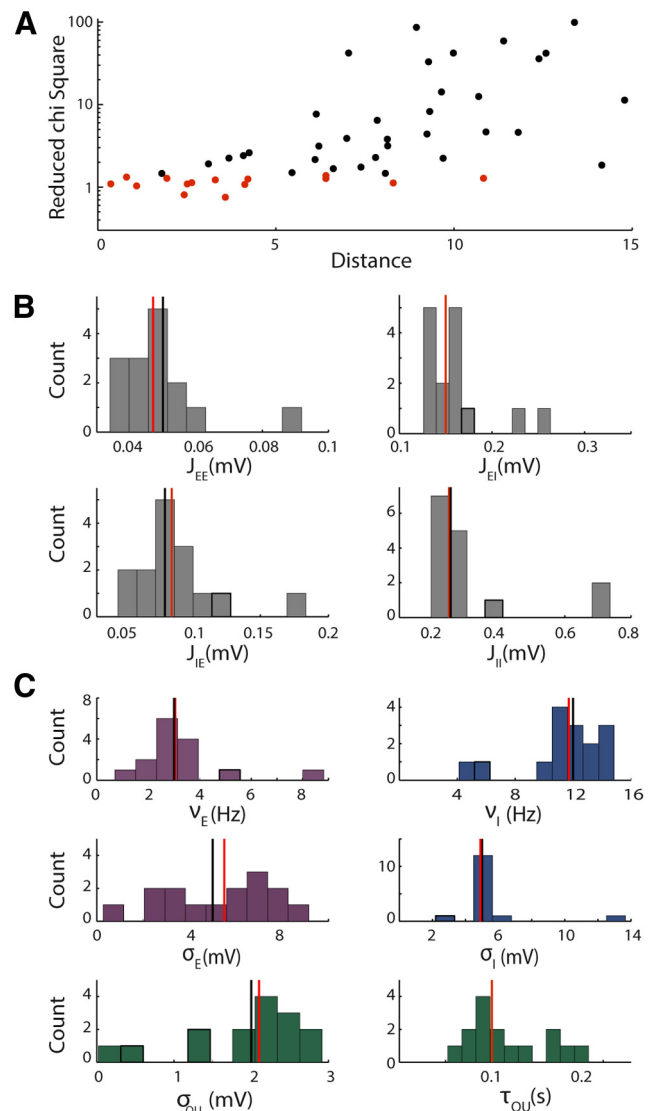 A
Reduced chi Square
100
10
1
0 5 10 15
Distance
B
Count
4
2
0
0.04 0.06 0.08 0.1
J_EE(mV)
4
2
0
0.1 0.2 0.3
J_EI(mV)
Count
4
2
0
0.05 0.1 0.15 0.2
J_IE(mV)
6
4
2
0
0.2 0.4 0.6 0.8
J_II(mV)
C
Count
8
4
0
0 2 4 6 8
ν_E(Hz)
4
2
0
4 8 12 16
ν_I(Hz)
Count
4
2
0
0 4 8
σ_E(mV)
10
0
2 6 10 14
σ_I(mV)
Count
4
2
0
0 1 2 3
σ_OU(mV)
4
2
0
0.1 0.2
τ_OU(s)